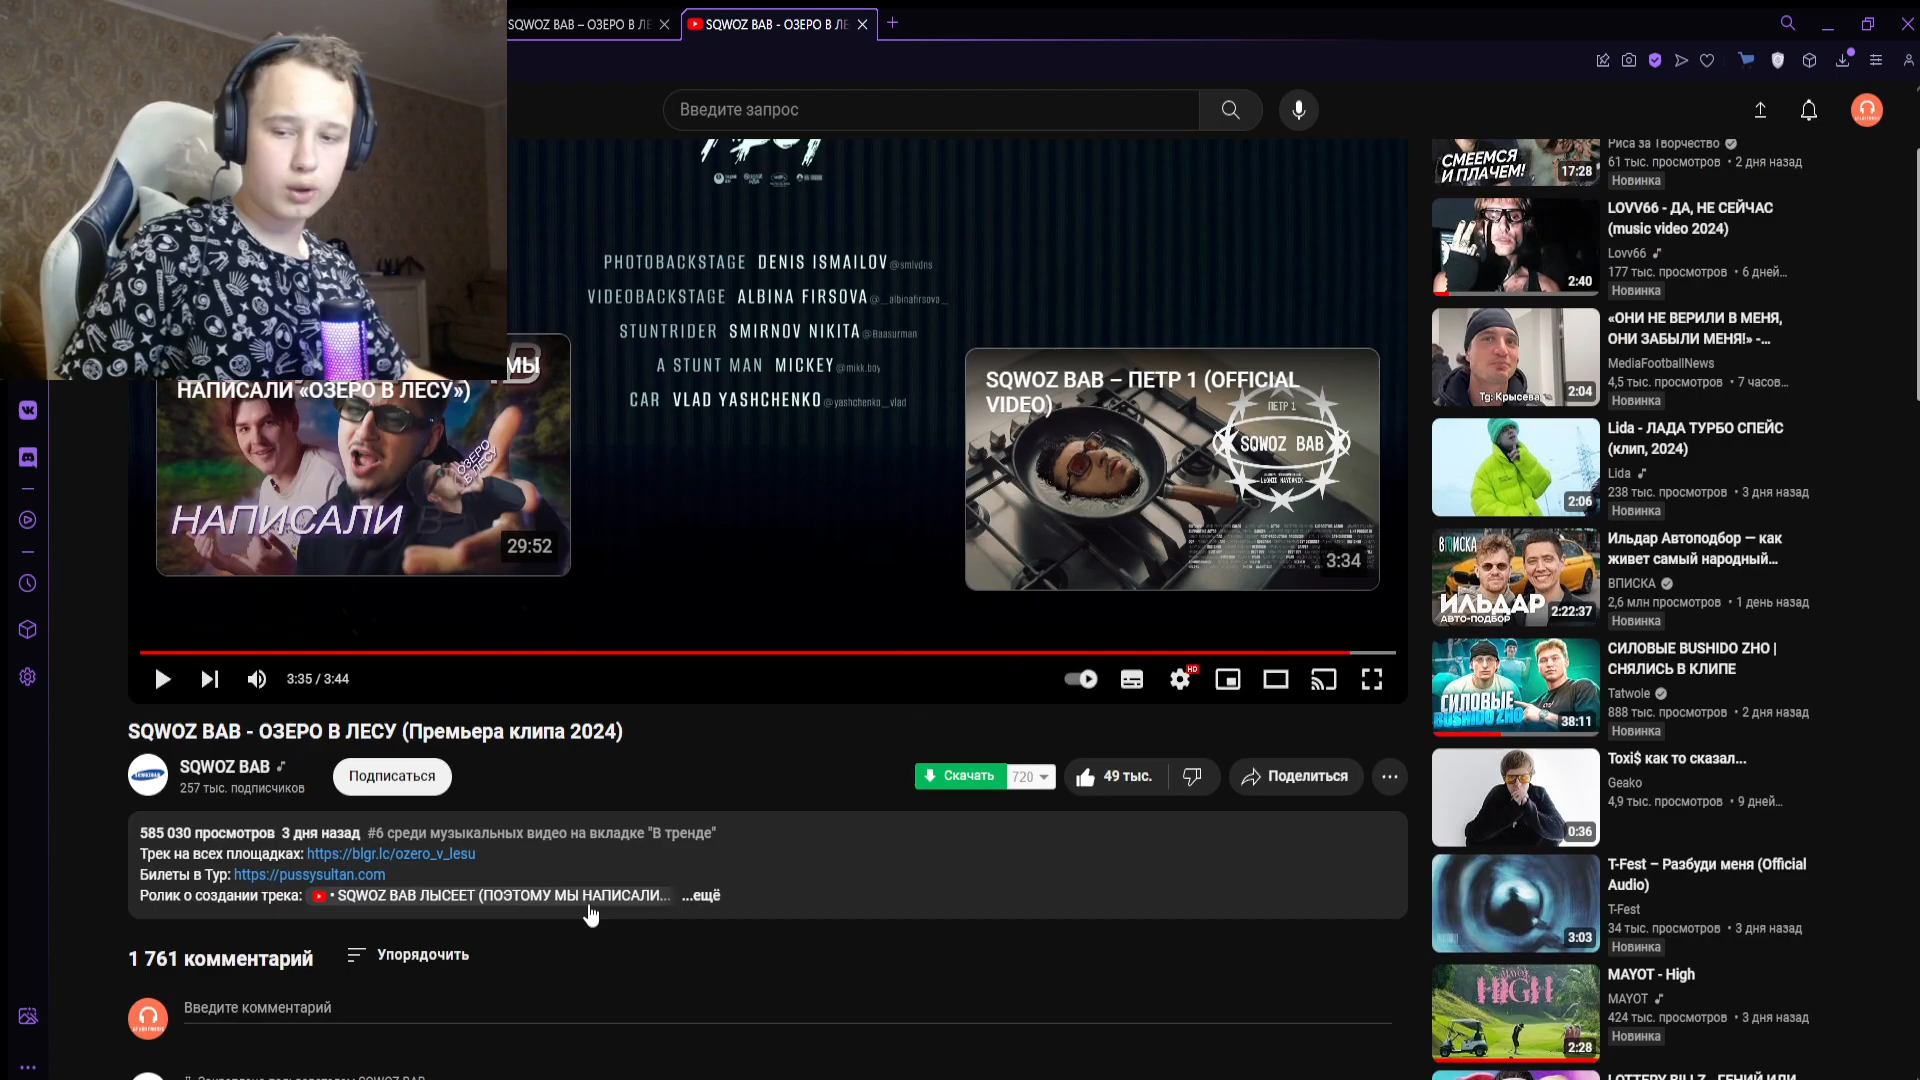 SQWOZ BAB – ОЗЕРО В ЛЕ
SQWOZ BAB - ОЗЕРО В ЛЕ
Введите запрос
PHOTOBACKSTAGE DENIS ISMAILOV @smlvdns
VIDEOBACKSTAGE ALBINA FIRSOVA @__albinafirsova__
STUNTRIDER SMIRNOV NIKITA @Baasurman
A STUNT MAN MICKEY @mikk.boy
CAR VLAD YASHCHENKO @yashchenko_vlad
МЫ
НАПИСАЛИ «ОЗЕРО В ЛЕСУ»)
ОЗЕРО
В ЛЕСУ
НАПИСАЛИ
29:52
SQWOZ BAB – ПЕТР 1 (OFFICIAL
VIDEO)
ПЕТР 1
SQWOZ BAB
3:34
3:35 / 3:44
HD
SQWOZ BAB - ОЗЕРО В ЛЕСУ (Премьера клипа 2024)
SQWOZ BAB
257 тыс. подписчиков
Подписаться
Скачать
720
49 тыс.
Поделиться
585 030 просмотров 3 дня назад #6 среди музыкальных видео на вкладке "В тренде"
Трек на всех площадках: https://blgr.lc/ozero_v_lesu
Билеты в Тур: https://pussysultan.com
Ролик о создании трека: • SQWOZ BAB ЛЫСЕЕТ (ПОЭТОМУ МЫ НАПИСАЛИ... ...ещё
1 761 комментарий
Упорядочить
Введите комментарий
СМЕЕМСЯ
И ПЛАЧЕМ!
17:28
Риса за Творчество
61 тыс. просмотров • 2 дня назад
Новинка
2:40
LOVV66 - ДА, НЕ СЕЙЧАС
(music video 2024)
Lovv66
177 тыс. просмотров • 6 дней...
Новинка
Tg: Крысева
2:04
«ОНИ НЕ ВЕРИЛИ В МЕНЯ,
ОНИ ЗАБЫЛИ МЕНЯ!» -...
MediaFootballNews
4,5 тыс. просмотров • 7 часов...
Новинка
2:06
Lida - ЛАДА ТУРБО СПЕЙС
(клип, 2024)
Lida
238 тыс. просмотров • 3 дня назад
Новинка
ВПИСКА
ИЛЬДАР
АВТО-ПОДБОР
2:22:37
Ильдар Автоподбор — как
живет самый народный...
ВПИСКА
2,6 млн просмотров • 1 день назад
Новинка
СИЛОВЫЕ
BUSHIDO ZHO
38:11
СИЛОВЫЕ BUSHIDO ZHO |
СНЯЛИСЬ В КЛИПЕ
Tatwole
888 тыс. просмотров • 2 дня назад
Новинка
0:36
Toxi$ как то сказал...
Geako
4,9 тыс. просмотров • 9 дней...
3:03
T-Fest – Разбуди меня (Official
Audio)
T-Fest
34 тыс. просмотров • 3 дня назад
Новинка
HIGH
2:28
MAYOT - High
MAYOT
424 тыс. просмотров • 3 дня назад
Новинка